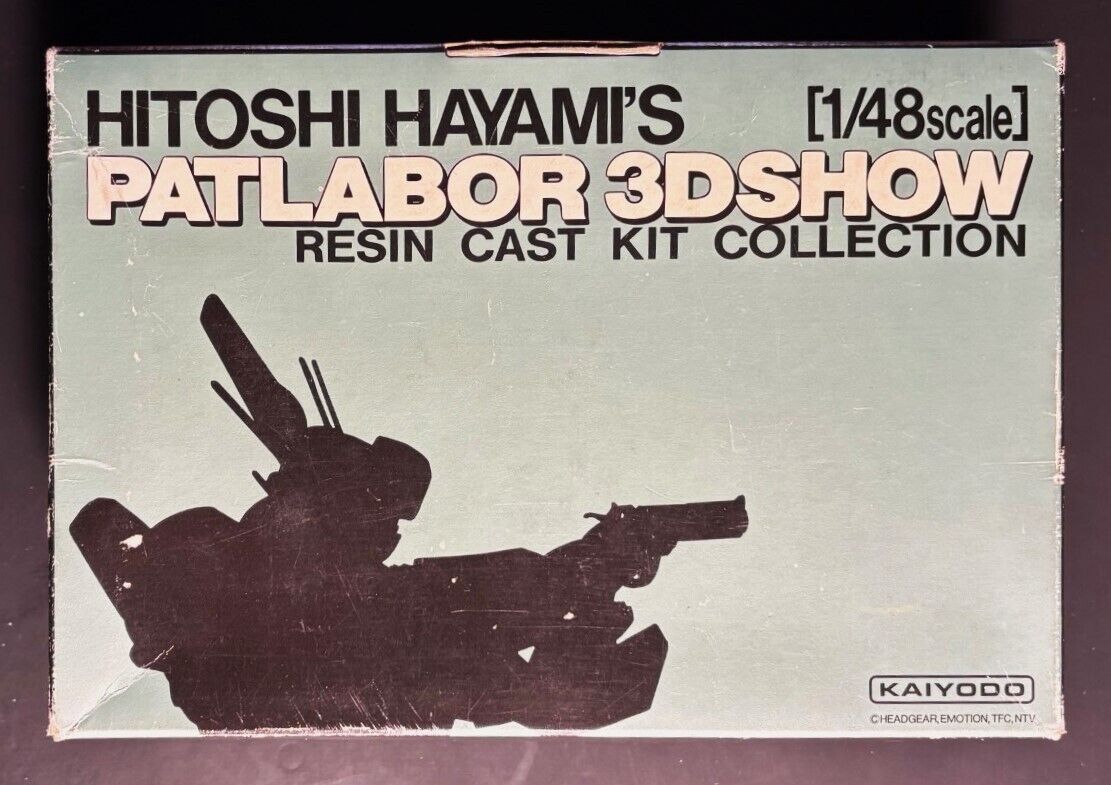 HITOSHI HAYAMI'S [1/48scale]
PATLABOR 3DSHOW
RESIN CAST KIT COLLECTION
KAIYODO
©HEADGEAR, EMOTION, TFC, NTV